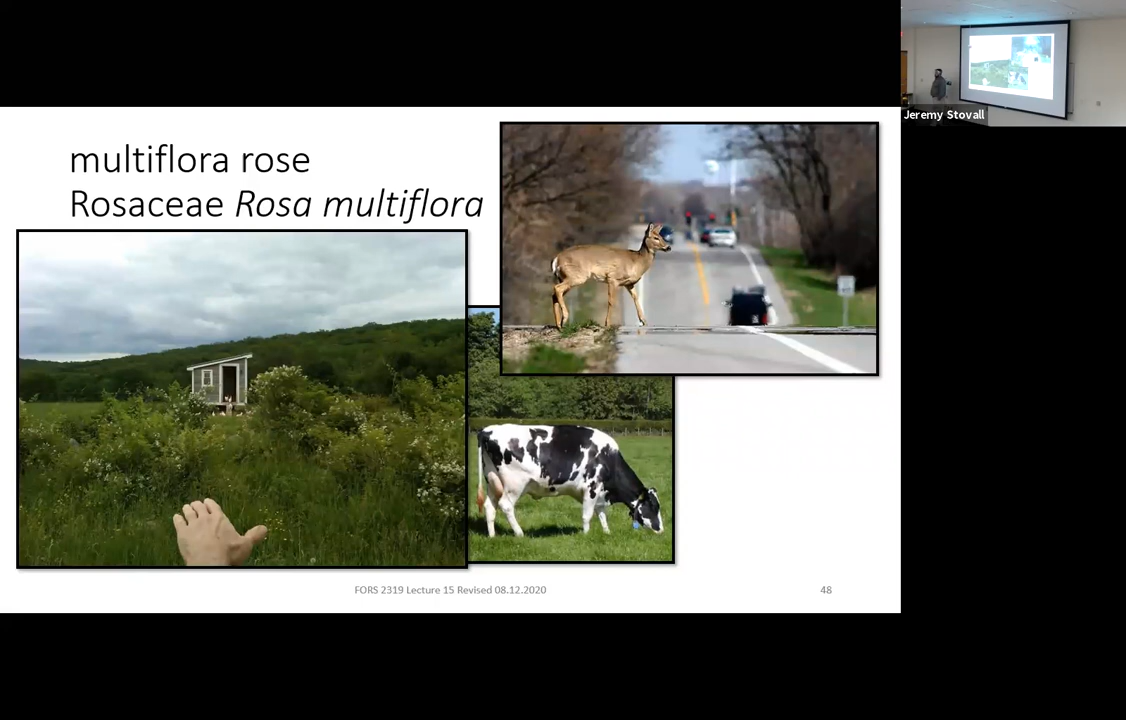 multiflora rose
Rosaceae Rosa multiflora
FORS 2319 Lecture 15 Revised 08.12.2020
48
Jeremy Stovall